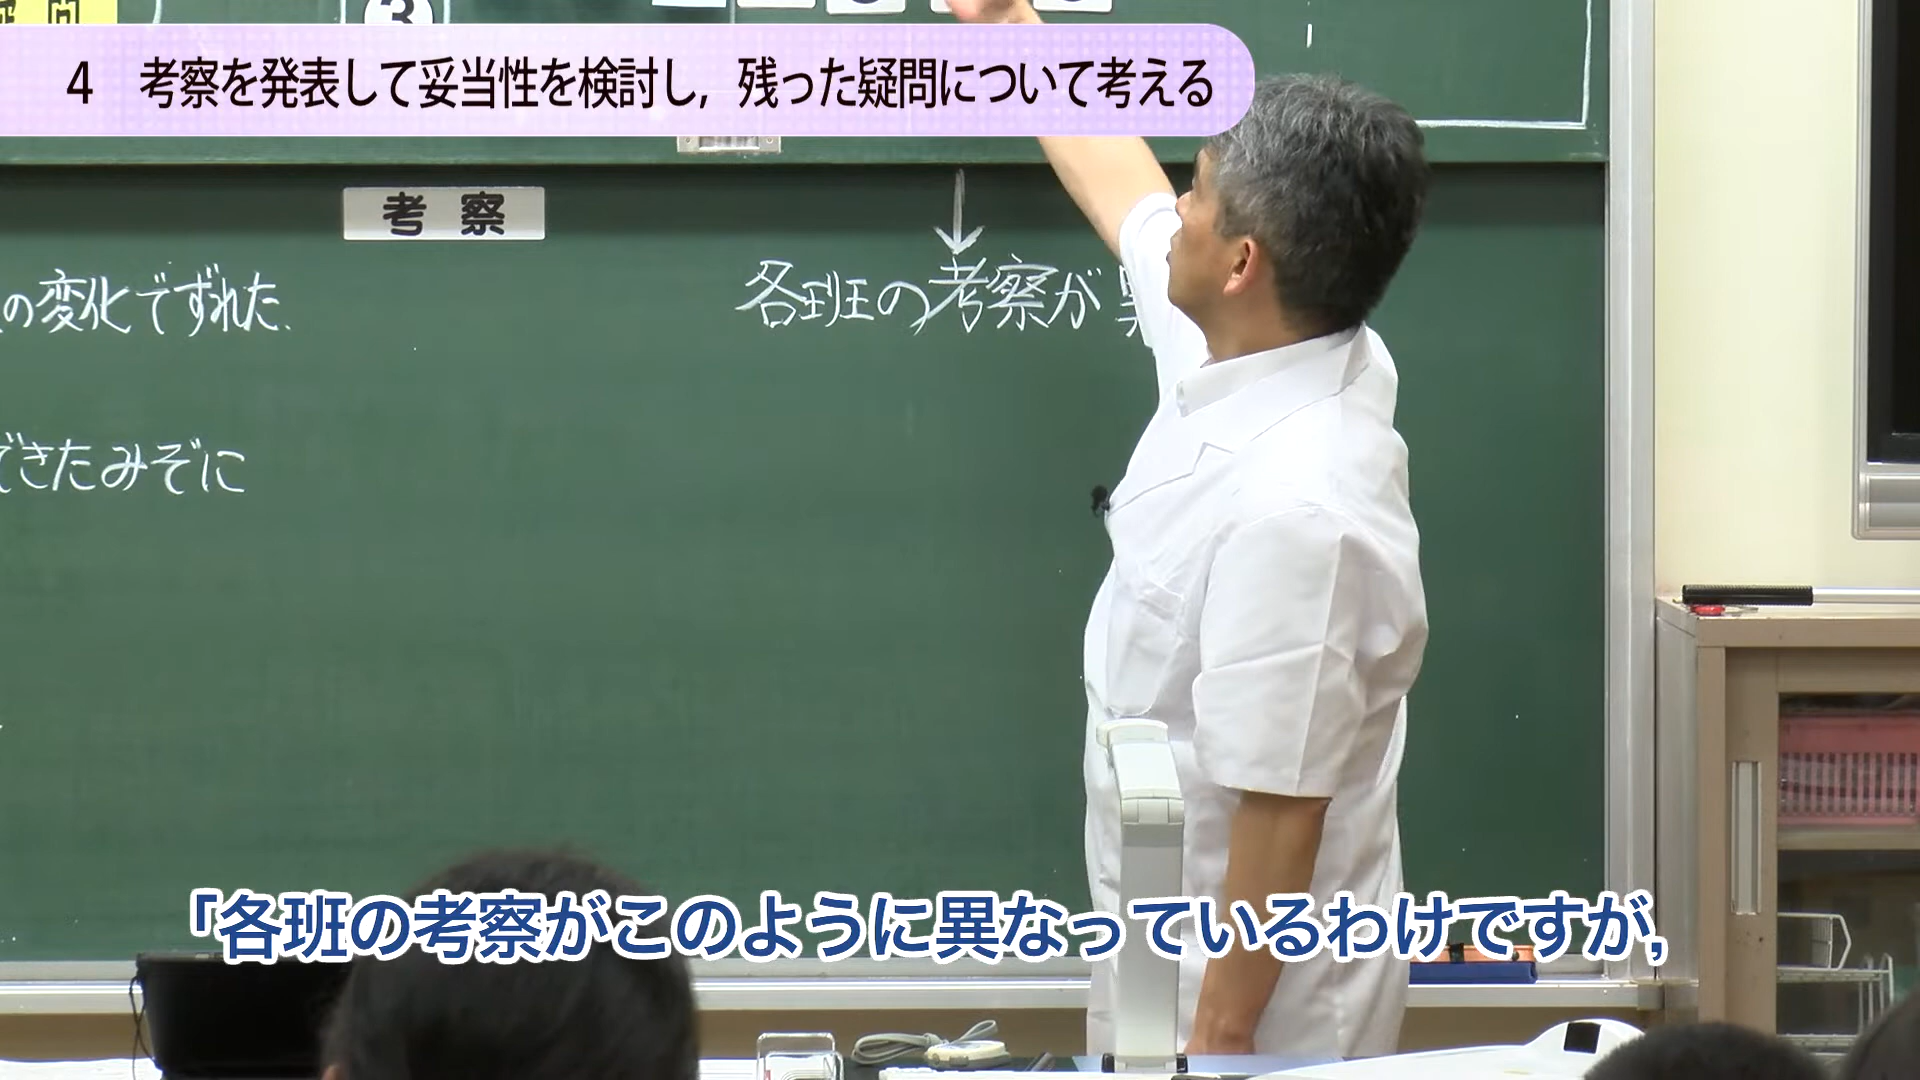 ③
4 考察を発表して妥当性を検討し，残った疑問について考える
考察
の変化でずれた．
各班の考察が
できたみぞに
「各班の考察がこのように異なっているわけですが，